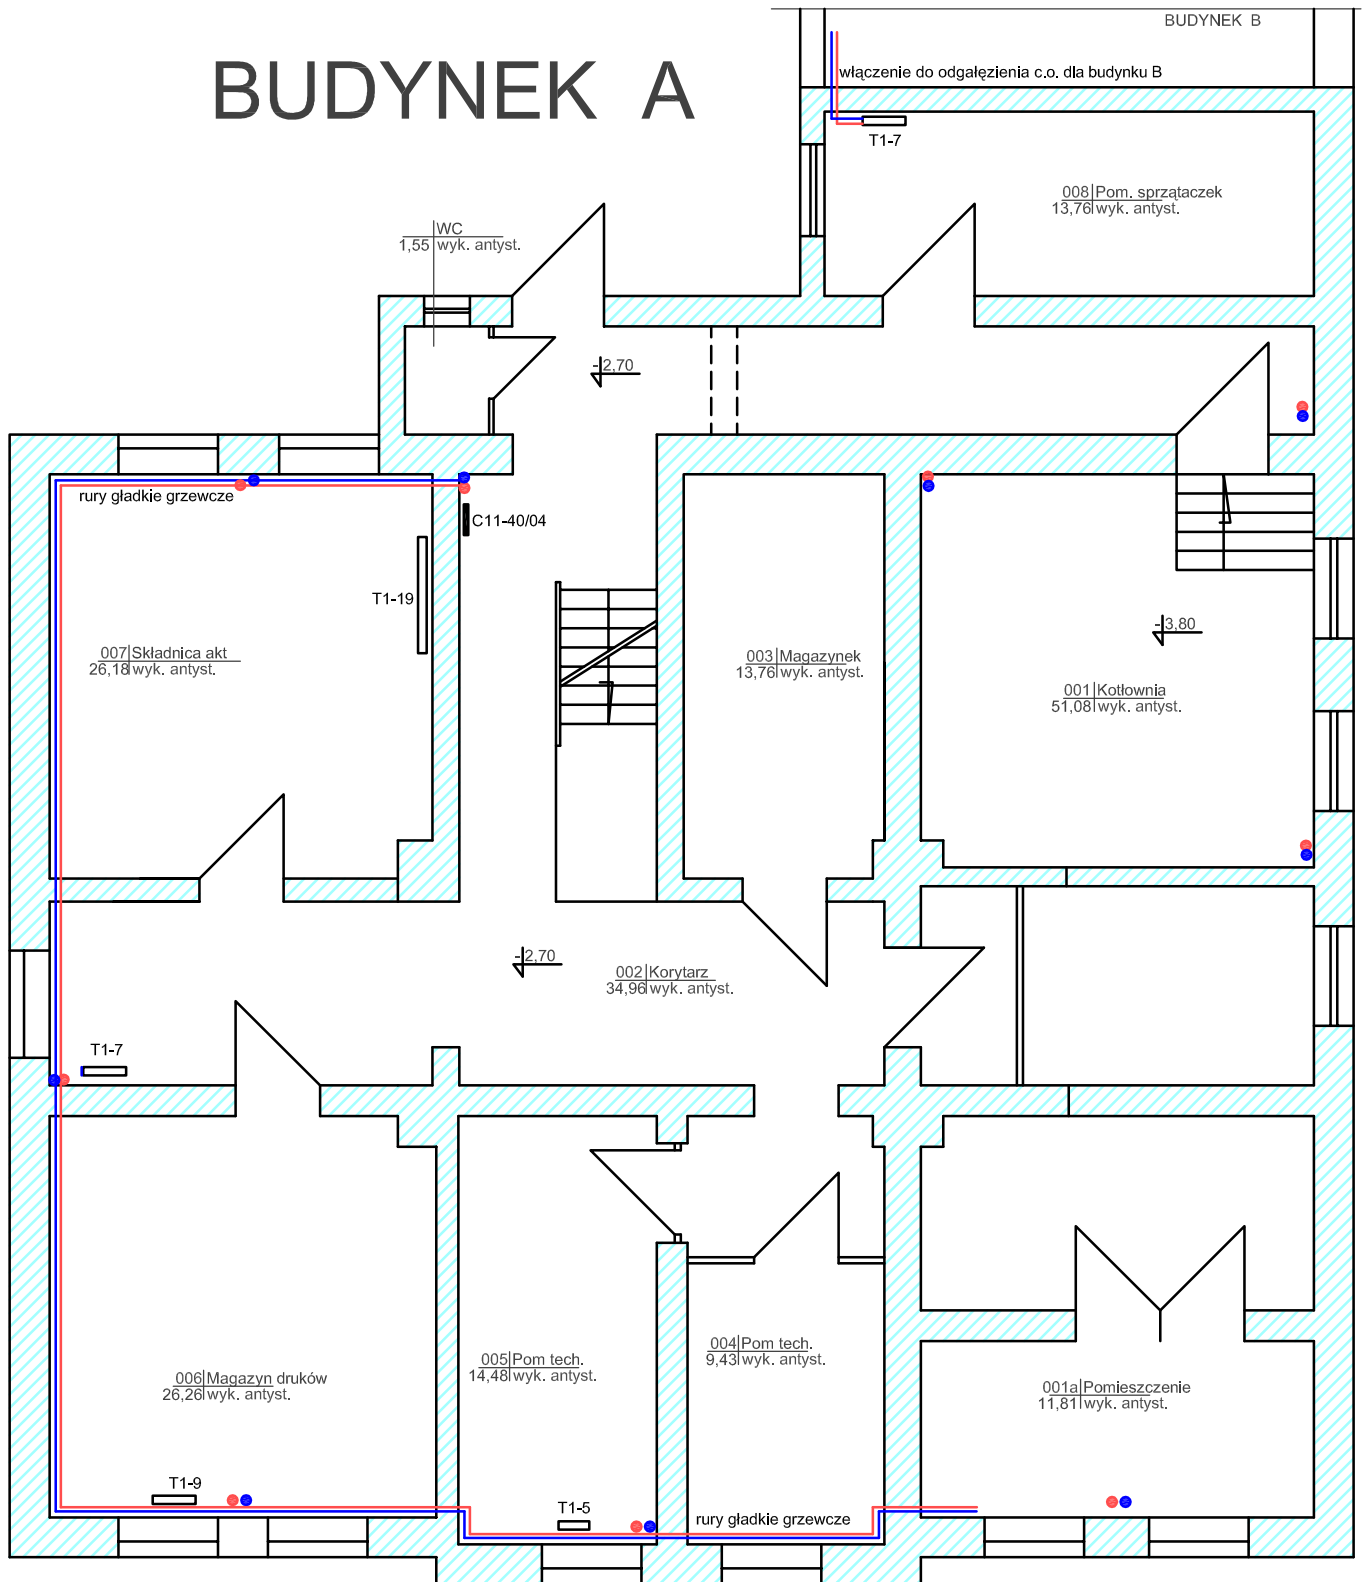 BUDYNEK B
BUDYNEK A
włączenie do odgałęzienia c.o. dla budynku B
T1-7
008 Pom. sprzątaczek
13,76 wyk. antyst.
WC
1,55 wyk. antyst.
-2,70
rury gładkie grzewcze
C11-40/04
T1-19
-3,80
007 Składnica akt
26,18 wyk. antyst.
003 Magazynek
13,76 wyk. antyst.
001 Kotłownia
51,08 wyk. antyst.
-2,70
002 Korytarz
34,96 wyk. antyst.
T1-7
004 Pom tech.
9,43 wyk. antyst.
005 Pom tech.
14,48 wyk. antyst.
006 Magazyn druków
26,26 wyk. antyst.
001a Pomieszczenie
11,81 wyk. antyst.
T1-9
T1-5
rury gładkie grzewcze